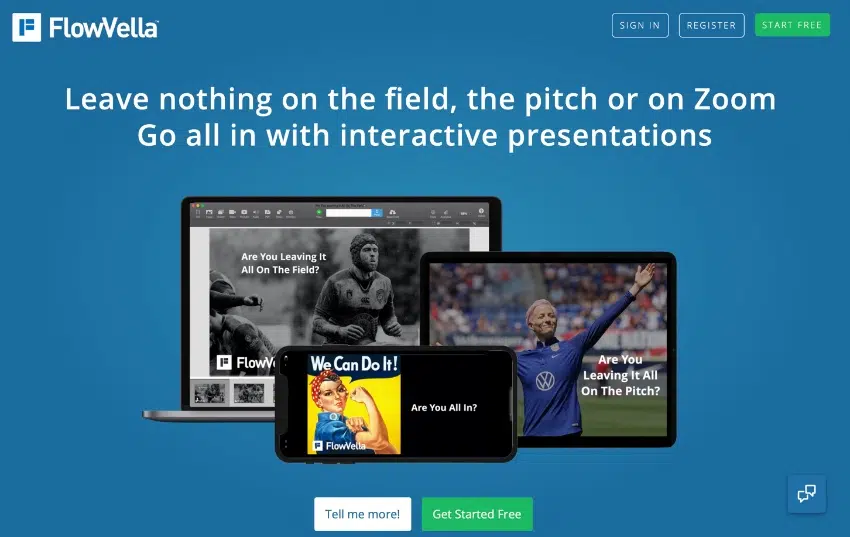 FlowVella
SIGN IN
REGISTER
START FREE
Leave nothing on the field, the pitch or on Zoom
Go all in with interactive presentations
Are You Leaving It
All On The Field?
FlowVe
We Can Do It!
FlowVella
Are You All In?
Are You
Leaving It All
On The Pitch?
Tell me more!
Get Started Free